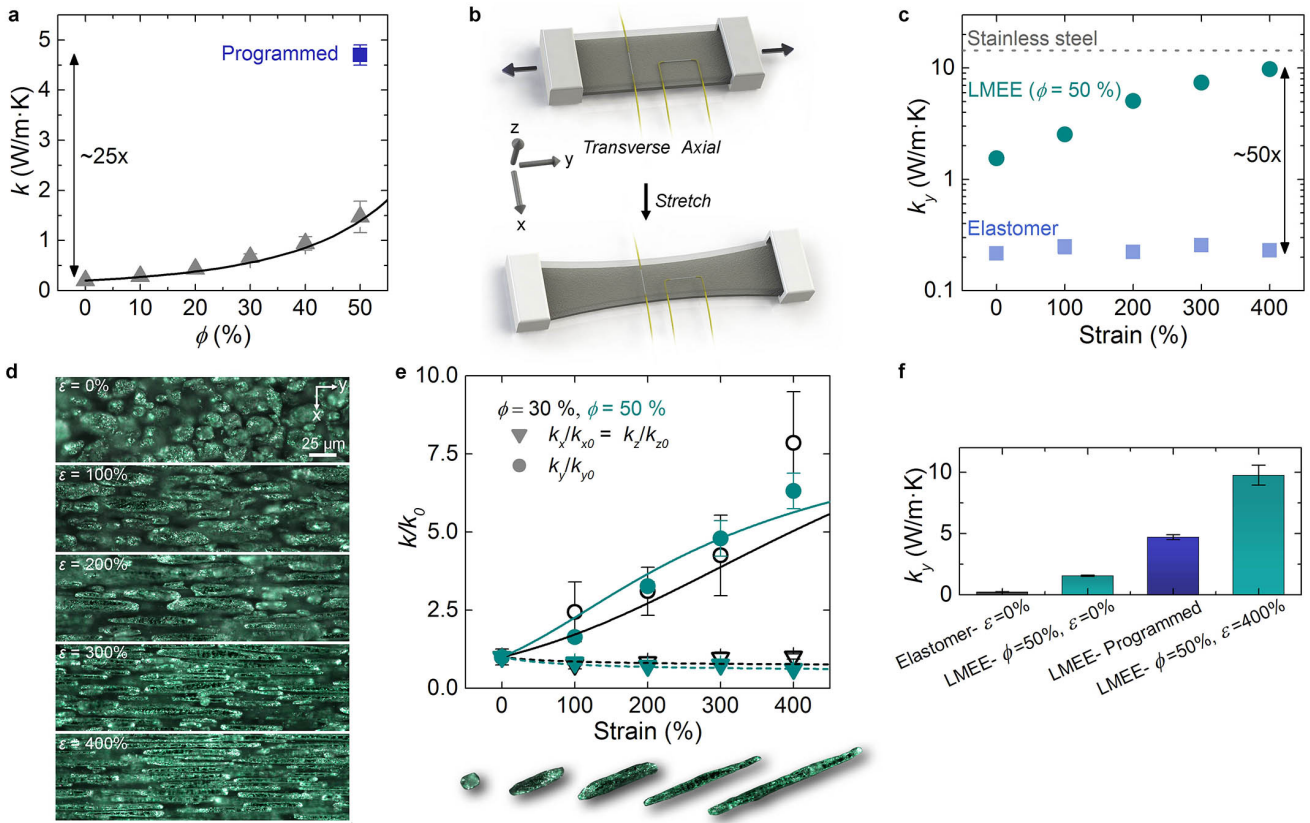 a
5
4
3
2
1
0
k (W/m·K)
Programmed
~25x
0 10 20 30 40 50
ϕ (%)
b
z
y
x
Transverse Axial
Stretch
c
Stainless steel
LMEE (ϕ = 50 %)
Elastomer
~50x
10
1
0.1
k_y (W/m·K)
0 100 200 300 400
Strain (%)
d
ε = 0%
y
x
25 µm
ε = 100%
ε = 200%
ε = 300%
ε = 400%
e
10.0
7.5
5.0
2.5
0.0
k/k_0
ϕ = 30 %, ϕ = 50 %
k_x/k_x0 = k_z/k_z0
k_y/k_y0
0 100 200 300 400
Strain (%)
f
10
5
0
k_y (W/m·K)
Elastomer- ε=0%
LMEE- ϕ=50%, ε=0%
LMEE- Programmed
LMEE- ϕ=50%, ε=400%